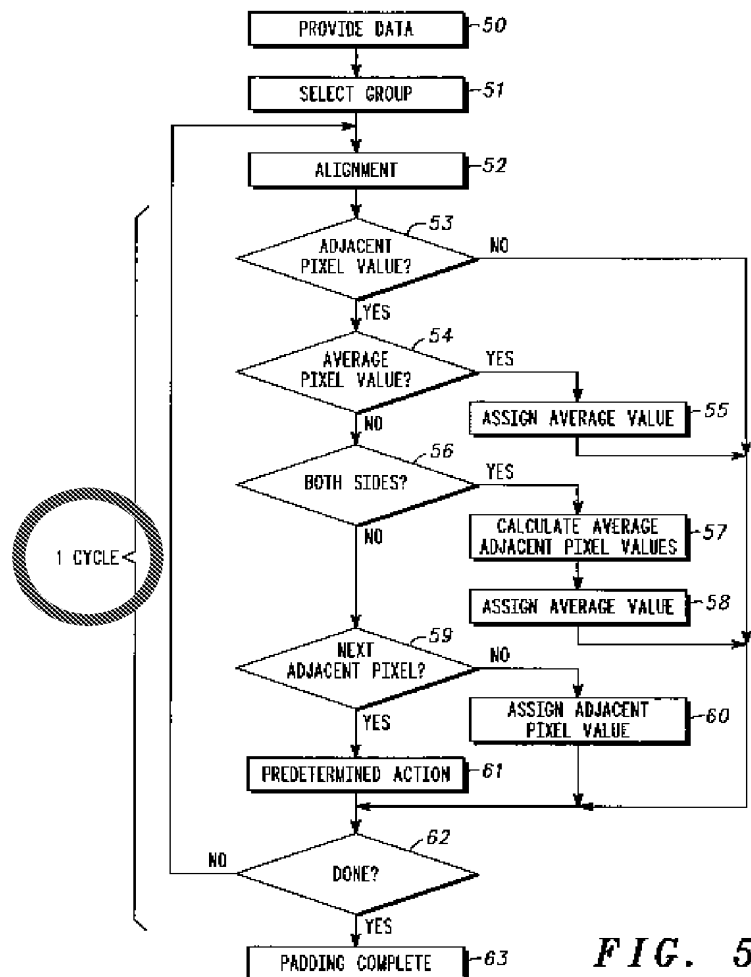 PROVIDE DATA 50
SELECT GROUP 51
ALIGNMENT 52
53
ADJACENT
PIXEL VALUE?
NO
YES
54
AVERAGE
PIXEL VALUE?
YES
NO
ASSIGN AVERAGE VALUE 55
56
BOTH SIDES?
YES
NO
CALCULATE AVERAGE
ADJACENT PIXEL VALUES
57
1 CYCLE
ASSIGN AVERAGE VALUE 58
59
NEXT
ADJACENT PIXEL?
NO
YES
ASSIGN ADJACENT
PIXEL VALUE
60
PREDETERMINED ACTION 61
62
NO
DONE?
YES
PADDING COMPLETE 63
FIG. 5